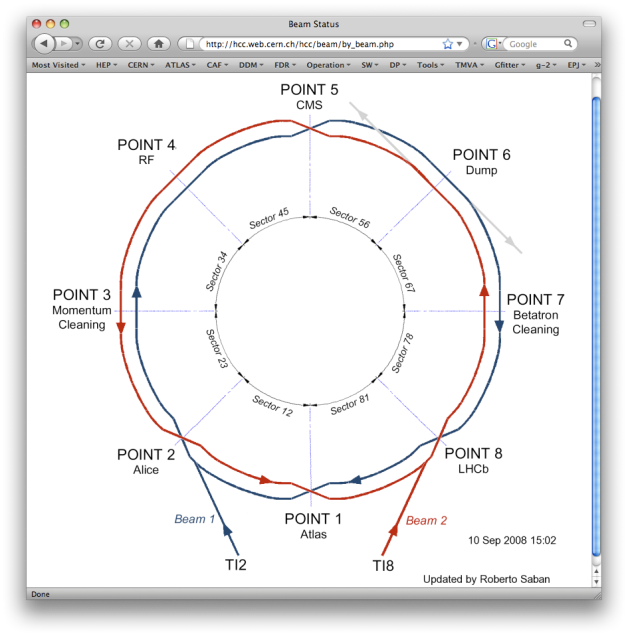 Beam Status
http://hcc.web.cern.ch/hcc/beam/by_beam.php
G
Google
Most Visited HEP CERN ATLAS CAF DDM FDR Operation SW DP Tools TMVA Gfitter g-2 EPJ »
POINT 5
CMS
POINT 4
RF
POINT 6
Dump
Sector 45
Sector 56
Sector 34
Sector 67
POINT 3
Momentum
Cleaning
POINT 7
Betatron
Cleaning
Sector 23
Sector 78
Sector 12
Sector 81
POINT 2
Alice
POINT 8
LHCb
POINT 1
Atlas
Beam 1
Beam 2
10 Sep 2008 15:02
TI2
TI8
Updated by Roberto Saban
Done